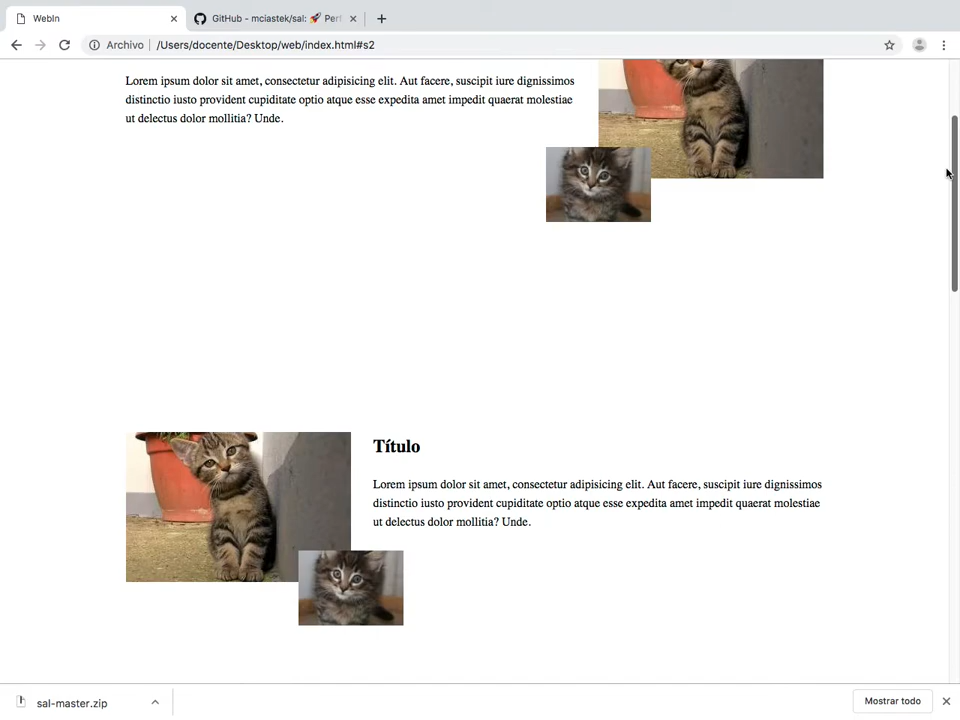 WebIn
GitHub - mciastek/sal: 🚀 Perf
Archivo
/Users/docente/Desktop/web/index.html#s2
Lorem ipsum dolor sit amet, consectetur adipisicing elit. Aut facere, suscipit iure dignissimos
distinctio iusto provident cupiditate optio atque esse expedita amet impedit quaerat molestiae
ut delectus dolor mollitia? Unde.
Título
Lorem ipsum dolor sit amet, consectetur adipisicing elit. Aut facere, suscipit iure dignissimos
distinctio iusto provident cupiditate optio atque esse expedita amet impedit quaerat molestiae
ut delectus dolor mollitia? Unde.
sal-master.zip
Mostrar todo